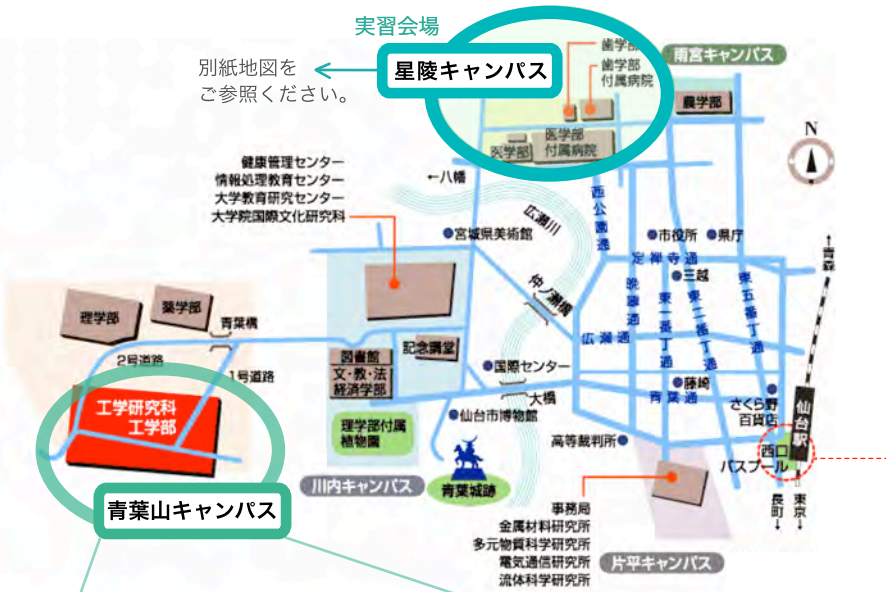 実習会場
星陵キャンパス
別紙地図を
ご参照ください。
歯学部
歯学部
付属病院
雨宮キャンパス
農学部
医学部
医学部
付属病院
N
健康管理センター
情報処理教育センター
大学教育研究センター
大学院国際文化研究科
←八幡
広瀬川
西公園通
宮城県美術館
市役所
県庁
定禅寺通
三越
↑青森
仲ノ瀬橋
晩翠通
東一番丁通
東二番丁通
東五番丁通
広瀬通
理学部
薬学部
青葉橋
2号道路
1号道路
図書館
文・教・法
経済学部
記念講堂
国際センター
大橋
藤崎
青葉通
さくら野
百貨店
仙台駅
工学研究科
工学部
理学部付属
植物園
仙台市博物館
高等裁判所
西口
バスプール
川内キャンパス
青葉城跡
青葉山キャンパス
長町↓
東京↓
事務局
金属材料研究所
多元物質科学研究所
電気通信研究所
流体科学研究所
片平キャンパス